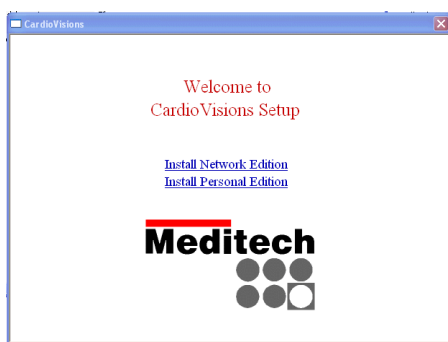 CardioVisions
Welcome to
CardioVisions Setup
Install Network Edition
Install Personal Edition
Meditech